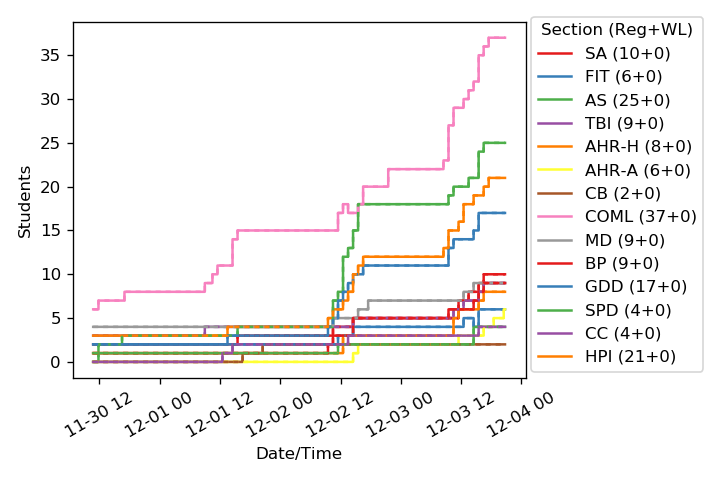 Section (Reg+WL)
SA (10+0)
FIT (6+0)
AS (25+0)
TBI (9+0)
AHR-H (8+0)
AHR-A (6+0)
CB (2+0)
COML (37+0)
MD (9+0)
BP (9+0)
GDD (17+0)
SPD (4+0)
CC (4+0)
HPI (21+0)
35
30
25
20
15
10
5
0
Students
11-30 12
12-01 00
12-01 12
12-02 00
12-02 12
12-03 00
12-03 12
12-04 00
Date/Time